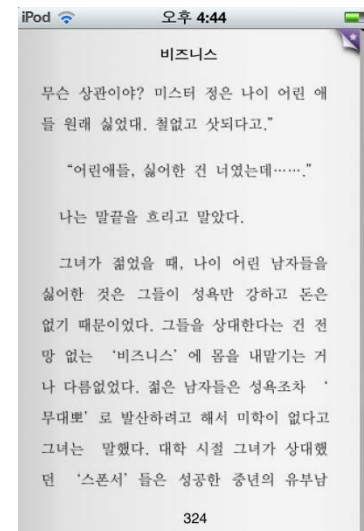 iPod 오후 4:44
비즈니스
무슨 상관이야? 미스터 정은 나이 어린 애
들 원래 싫었대. 철없고 삿되다고.”
“어린애들, 싫어한 건 너였는데…….”
나는 말끝을 흐리고 말았다.
그녀가 젊었을 때, 나이 어린 남자들을
싫어한 것은 그들이 성욕만 강하고 돈은
없기 때문이었다. 그들을 상대한다는 건 전
망 없는 ‘비즈니스’ 에 몸을 내맡기는 거
나 다름없었다. 젊은 남자들은 성욕조차 ‘
무대뽀’ 로 발산하려고 해서 미학이 없다고
그녀는 말했다. 대학 시절 그녀가 상대했
던 ‘스폰서’ 들은 성공한 중년의 유부남
324